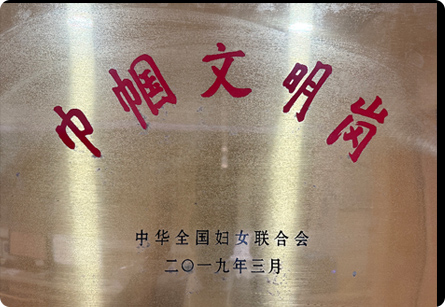 巾帼文明岗
中华全国妇女联合会
二〇一九年三月